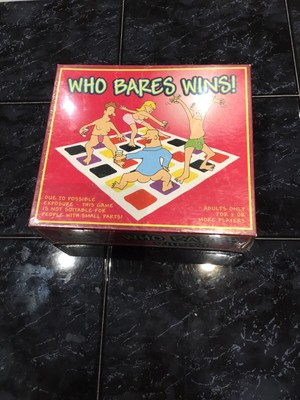 WHO BARES WINS!
DUE TO POSSIBLE
EXPOSURE - THIS GAME
IS NOT SUITABLE FOR
PEOPLE WITH SMALL PARTS!
ADULTS ONLY
FOR 2 OR
MORE PLAYERS